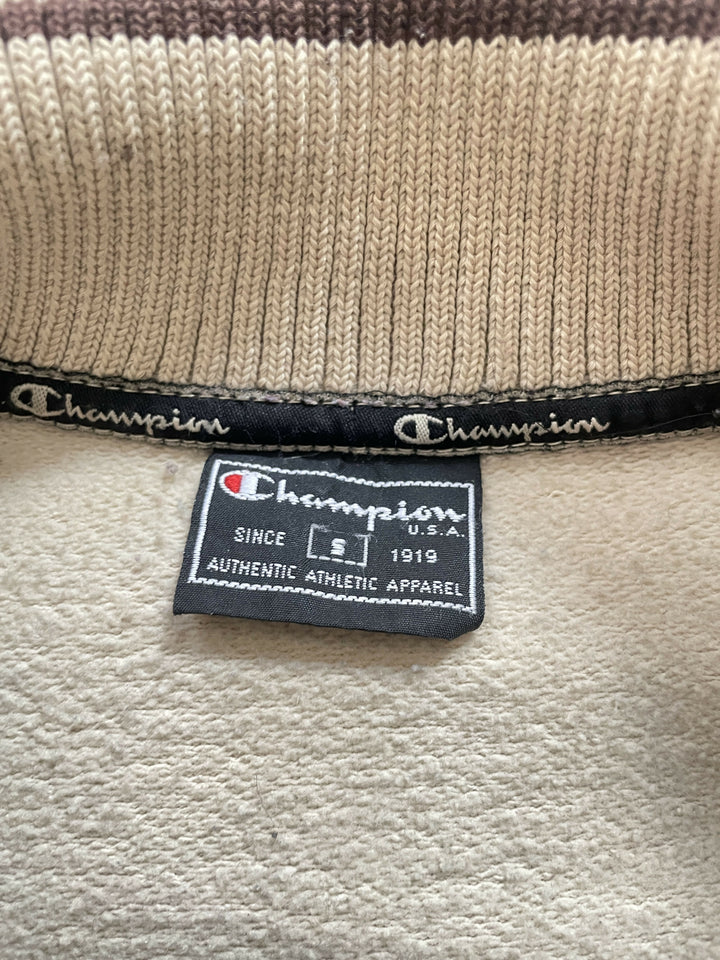 Champion Champion
Champion
U.S.A.
SINCE S 1919
AUTHENTIC ATHLETIC APPAREL